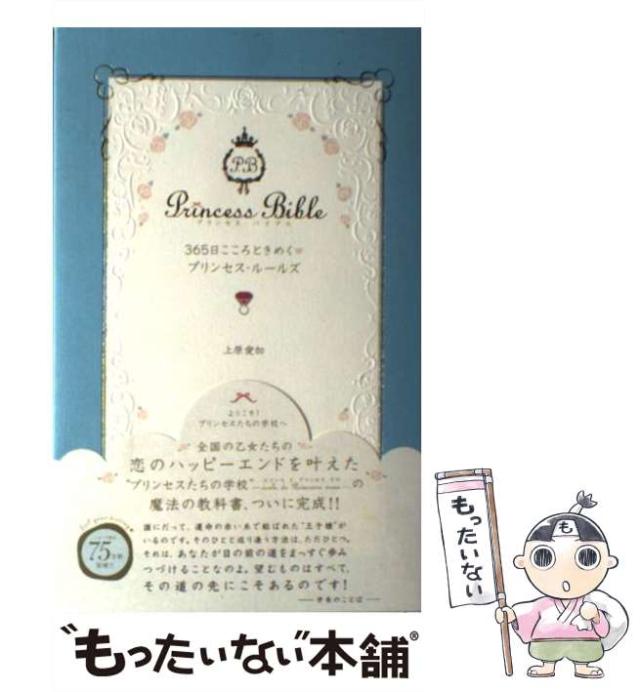 P.B
Princess Bible
プリンセス・バイブル
365日こころときめく
プリンセス・ルールズ
上原愛加
ようこそ!
プリンセスたちの学校へ
全国の乙女たちの
恋のハッピーエンドを叶えた
"プリンセスたちの学校" の
魔法の教科書、ついに完成!!
誰にだって、運命の赤い糸で結ばれた"王子様"が
いるのです。そのひとと巡り逢う方法は、ただひとつ。
それは、あなたが目の前の道をまっすぐ歩み
つづけることなのよ。望むものはすべて、
その道の先にこそあるのです!
75万部
も
もったいない
"もったいない"本舗®